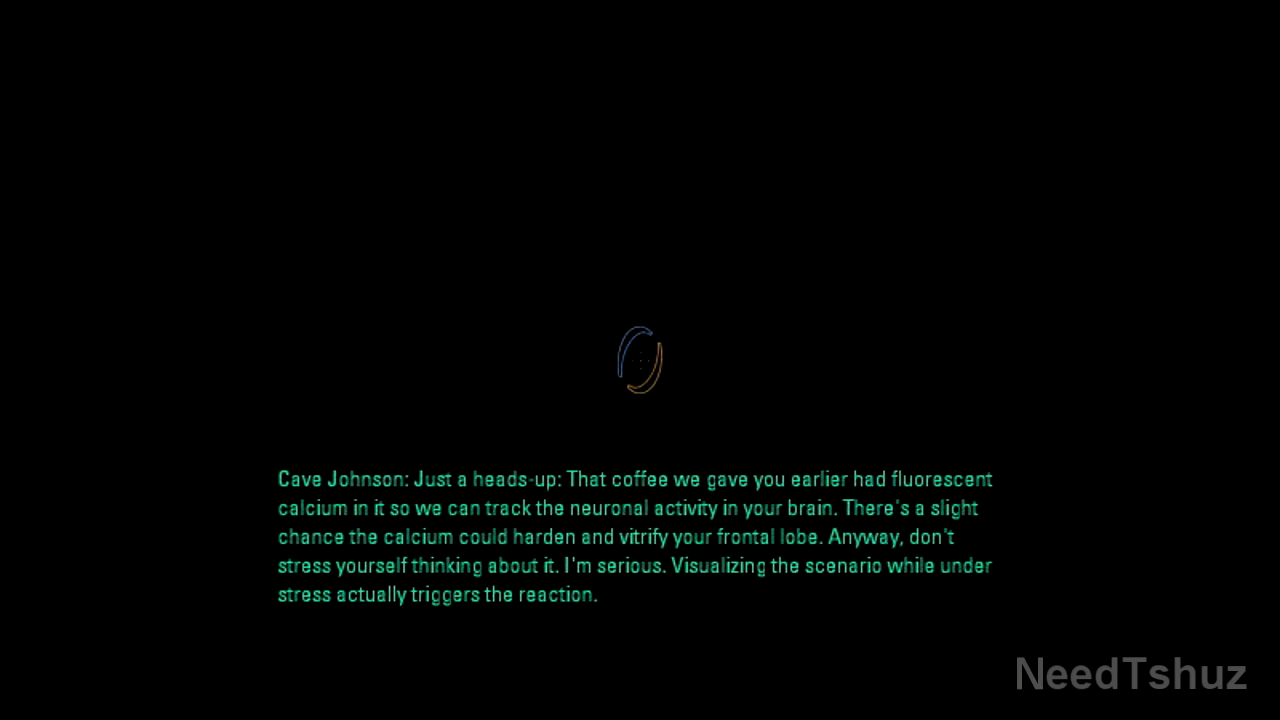 Cave Johnson: Just a heads-up: That coffee we gave you earlier had fluorescent
calcium in it so we can track the neuronal activity in your brain. There's a slight
chance the calcium could harden and vitrify your frontal lobe. Anyway, don't
stress yourself thinking about it. I'm serious. Visualizing the scenario while under
stress actually triggers the reaction.
NeedTshuz